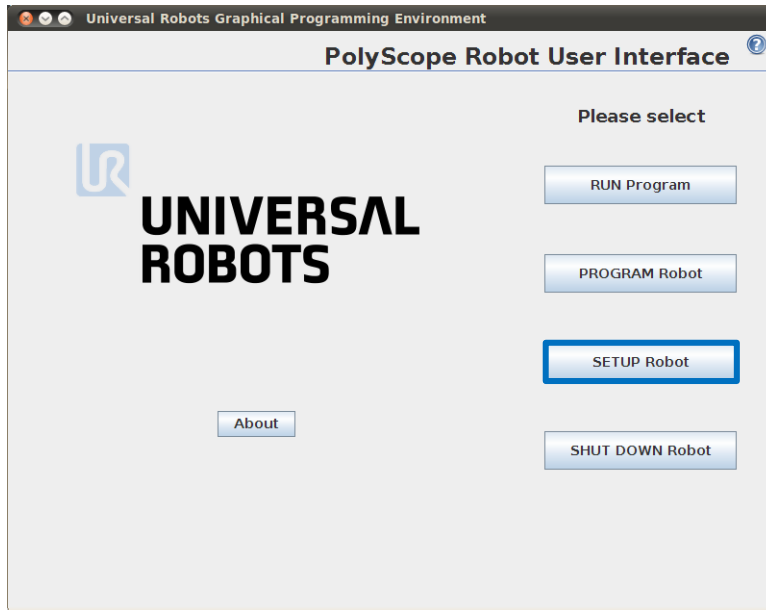 Universal Robots Graphical Programming Environment
PolyScope Robot User Interface ?
Please select
UR
UNIVERSAL
ROBOTS
RUN Program
PROGRAM Robot
SETUP Robot
About
SHUT DOWN Robot